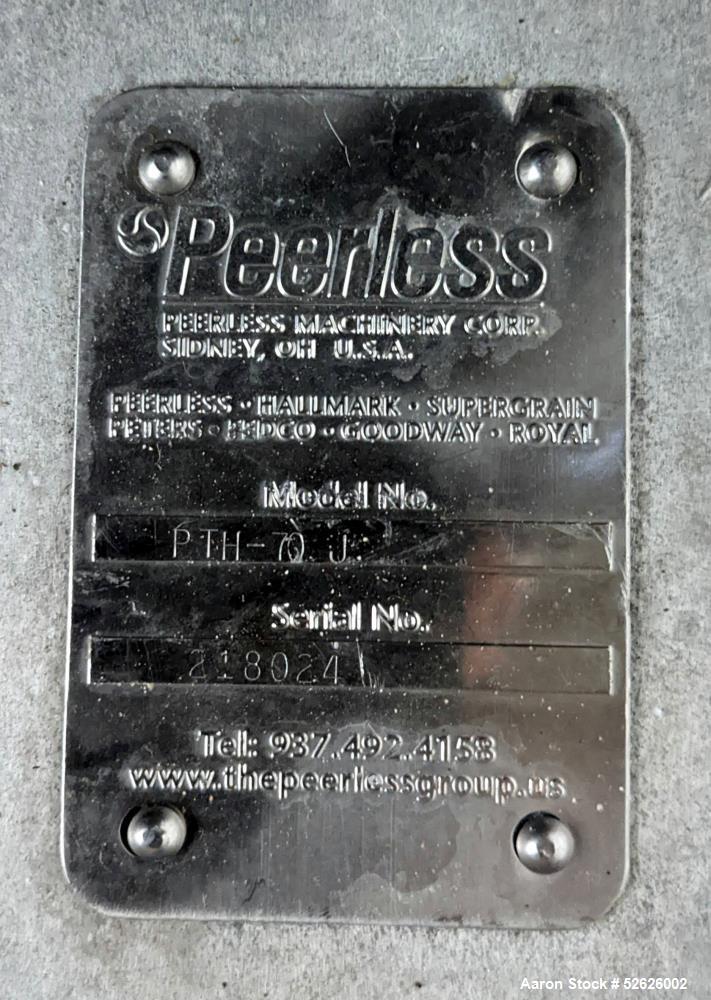 Peerless
PEERLESS MACHINERY CORP.
SIDNEY, OH U.S.A.
PEERLESS • HALLMARK • SUPERGRAIN
PETERS • FEDCO • GOODWAY • ROYAL
Model No.
PTH-70 J
Serial No.
218024
Tel: 937.492.4158
www.thepeerlessgroup.us
Aaron Stock # 52626002